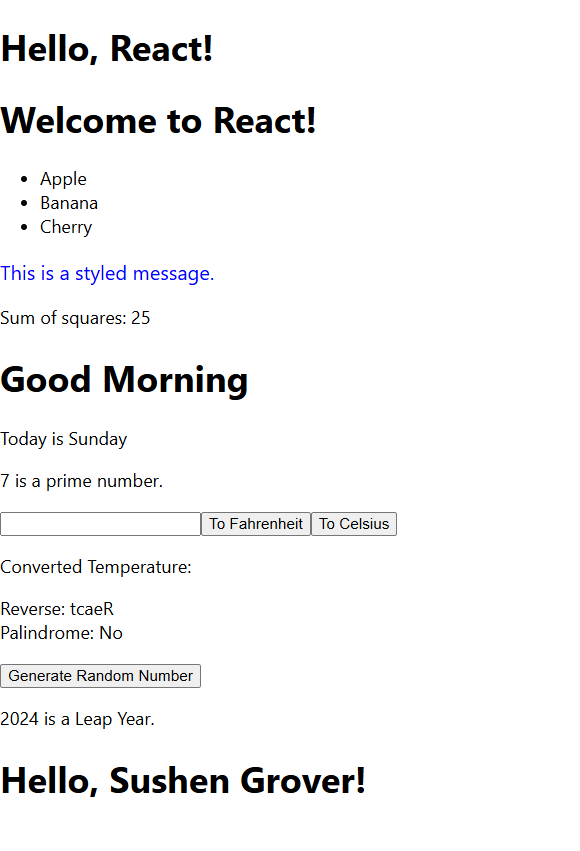 Hello, React!
Welcome to React!
Apple
Banana
Cherry
This is a styled message.
Sum of squares: 25
Good Morning
Today is Sunday
7 is a prime number.
To Fahrenheit To Celsius
Converted Temperature:
Reverse: tcaeR
Palindrome: No
Generate Random Number
2024 is a Leap Year.
Hello, Sushen Grover!